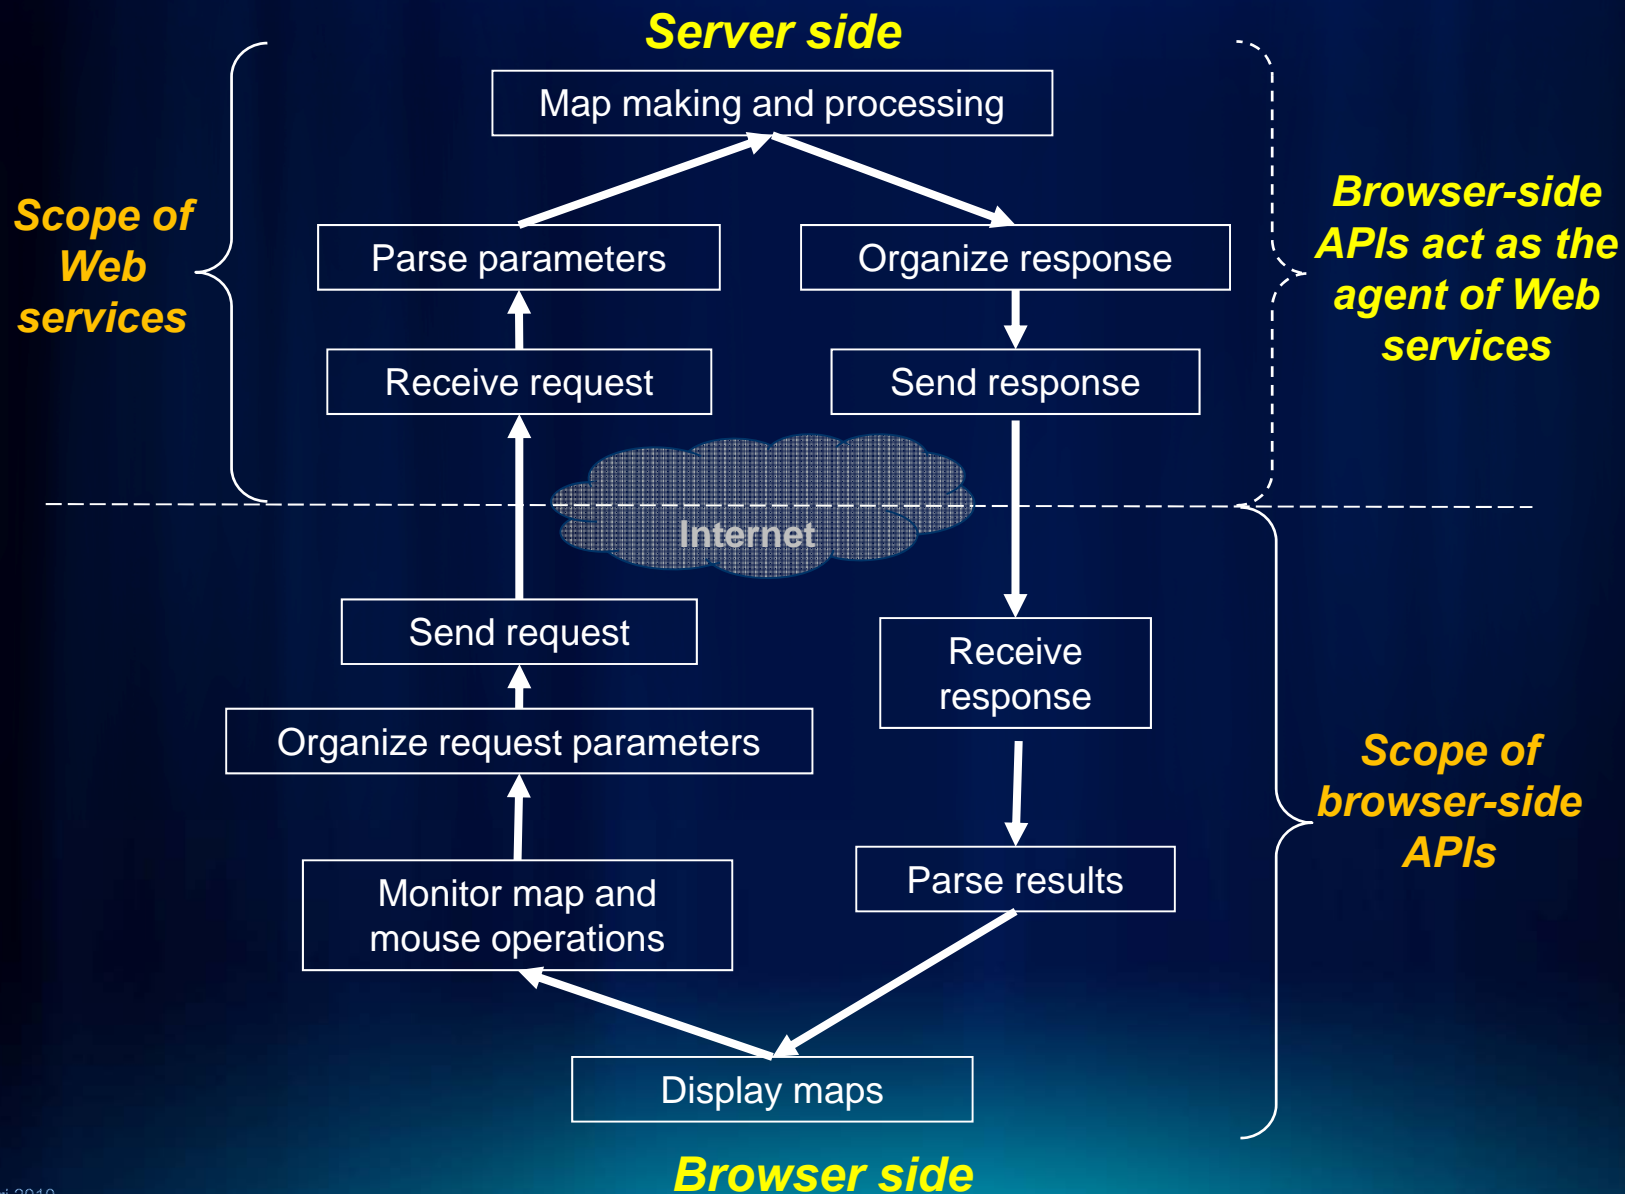 Server side
Map making and processing
Scope of
Web
services
Parse parameters
Organize response
Browser-side
APIs act as the
agent of Web
services
Receive request
Send response
Internet
Send request
Receive
response
Organize request parameters
Scope of
browser-side
APIs
Monitor map and
mouse operations
Parse results
Display maps
Browser side